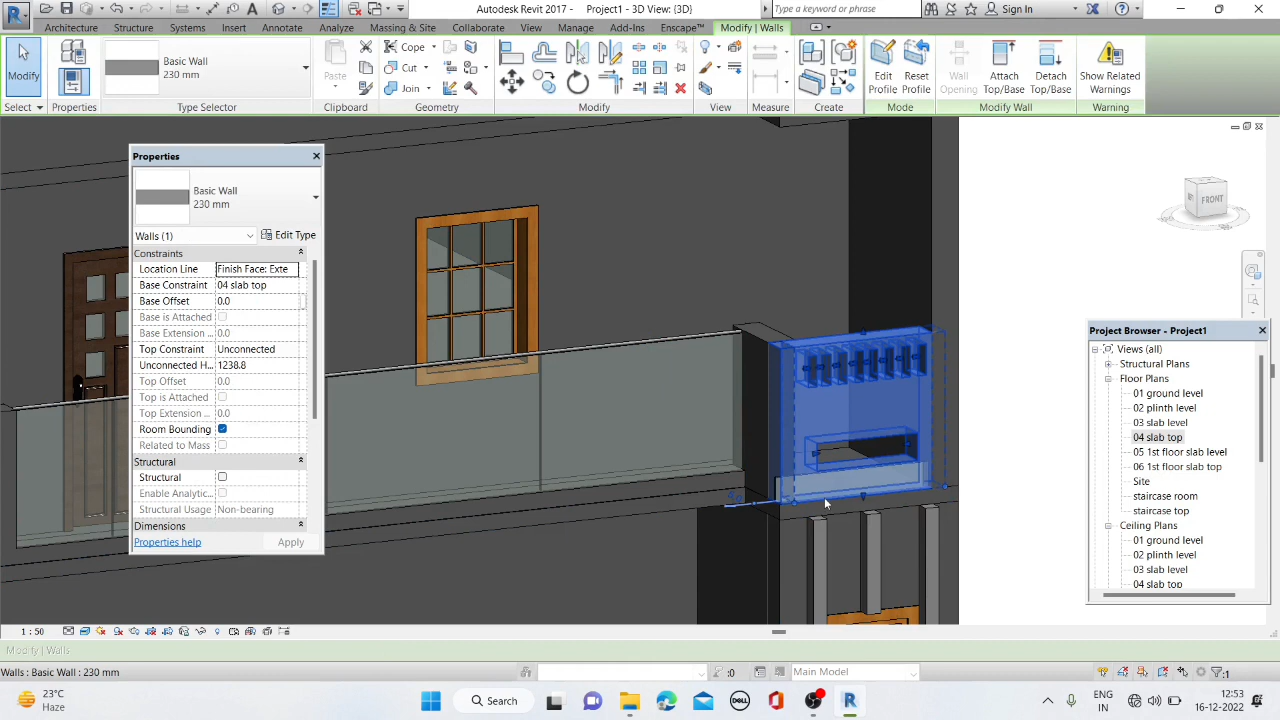 Autodesk Revit 2017 - Project1 - 3D View: {3D}
Type a keyword or phrase
Sign In
Architecture Structure Systems Insert Annotate Analyze Massing & Site Collaborate View Manage Add-Ins Enscape™ Modify | Walls
Modify
Select
Properties
Basic Wall
230 mm
Type Selector
Paste
Clipboard
Cope
Cut
Join
Geometry
Modify
View
Measure
Create
Edit
Profile
Reset
Profile
Mode
Wall
Opening
Attach
Top/Base
Detach
Top/Base
Modify Wall
Show Related
Warnings
Warning
Properties
Basic Wall
230 mm
Walls (1)
Edit Type
Constraints
Location Line Finish Face: Exte
Base Constraint 04 slab top
Base Offset 0.0
Base is Attached
Base Extension ... 0.0
Top Constraint Unconnected
Unconnected H... 1238.8
Top Offset 0.0
Top is Attached
Top Extension ... 0.0
Room Bounding
Related to Mass
Structural
Structural
Enable Analytic...
Structural Usage Non-bearing
Dimensions
Properties help
Apply
FRONT
Project Browser - Project1
Views (all)
Structural Plans
Floor Plans
01 ground level
02 plinth level
03 slab level
04 slab top
05 1st floor slab level
06 1st slab top
Site
staircase room
staircase top
Ceiling Plans
01 ground level
02 plinth level
03 slab level
04 slab top
1 : 50
Modify | Walls
Walls : Basic Wall : 230 mm
:0
Main Model
:1
23°C
Haze
Search
ENG
IN
12:53
16-12-2022